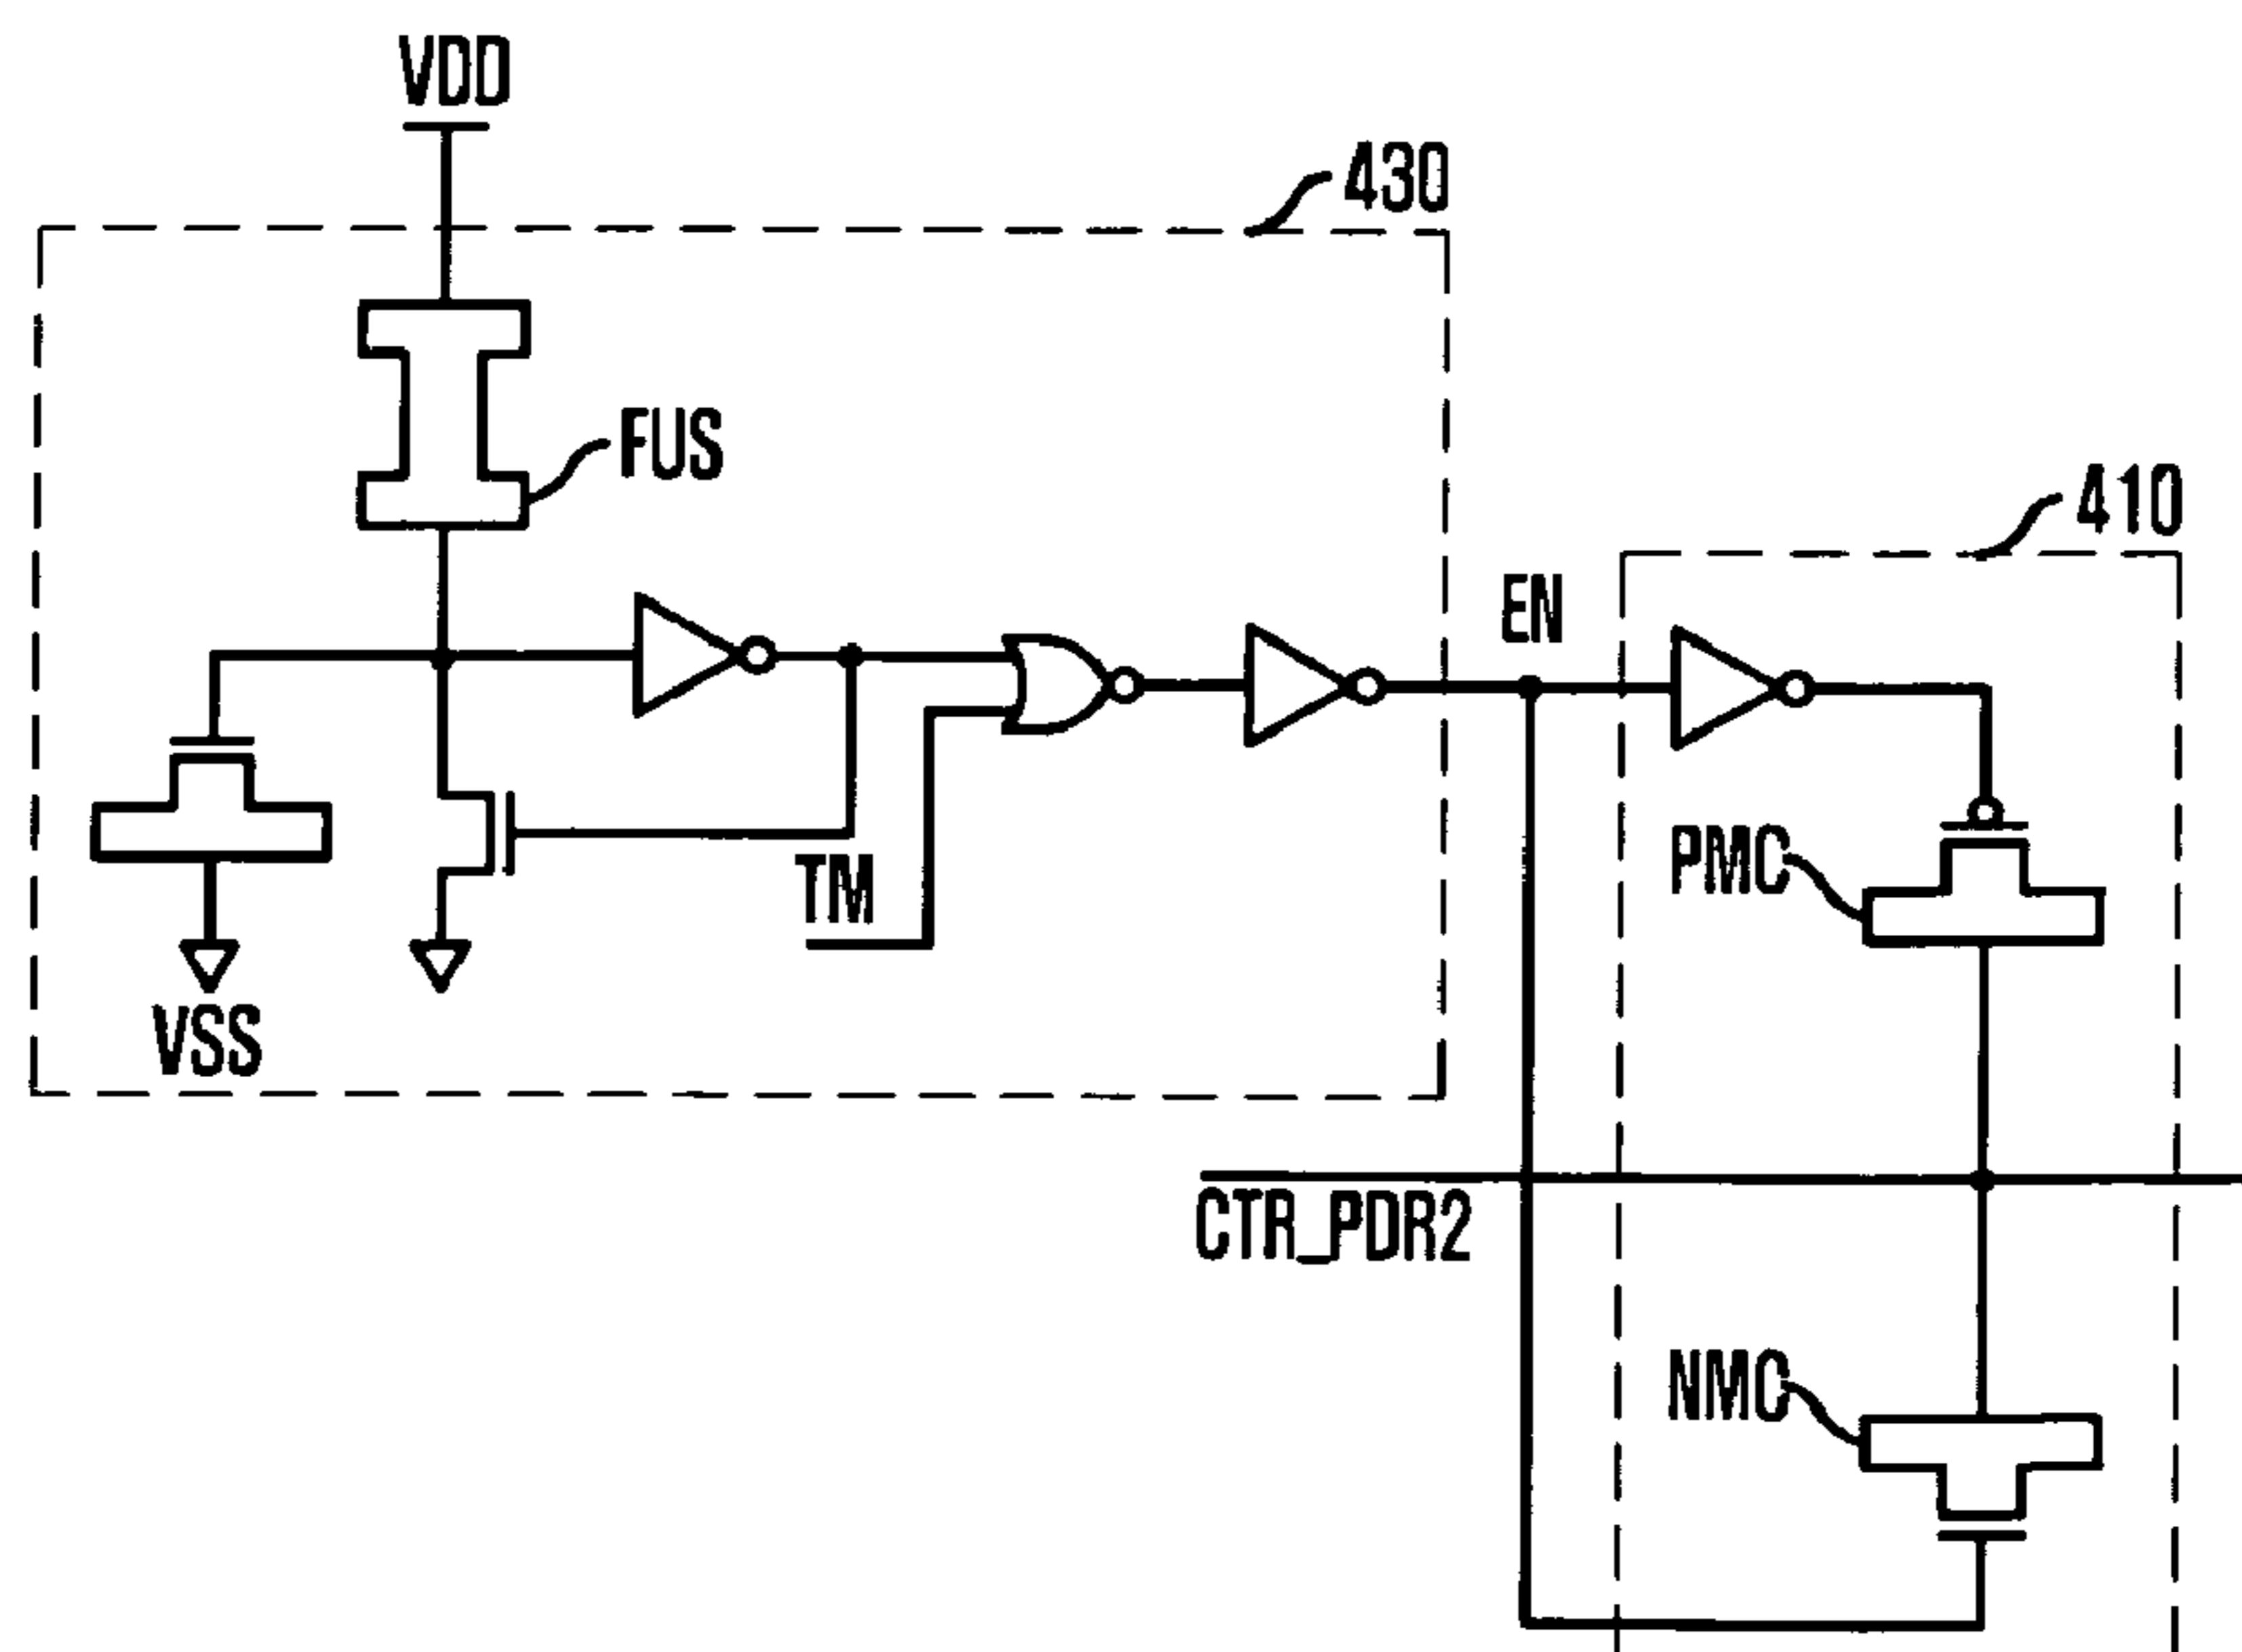 VDD
430
FUS
410
EN
PMC
TM
VSS
CTR_PDR2
NMC